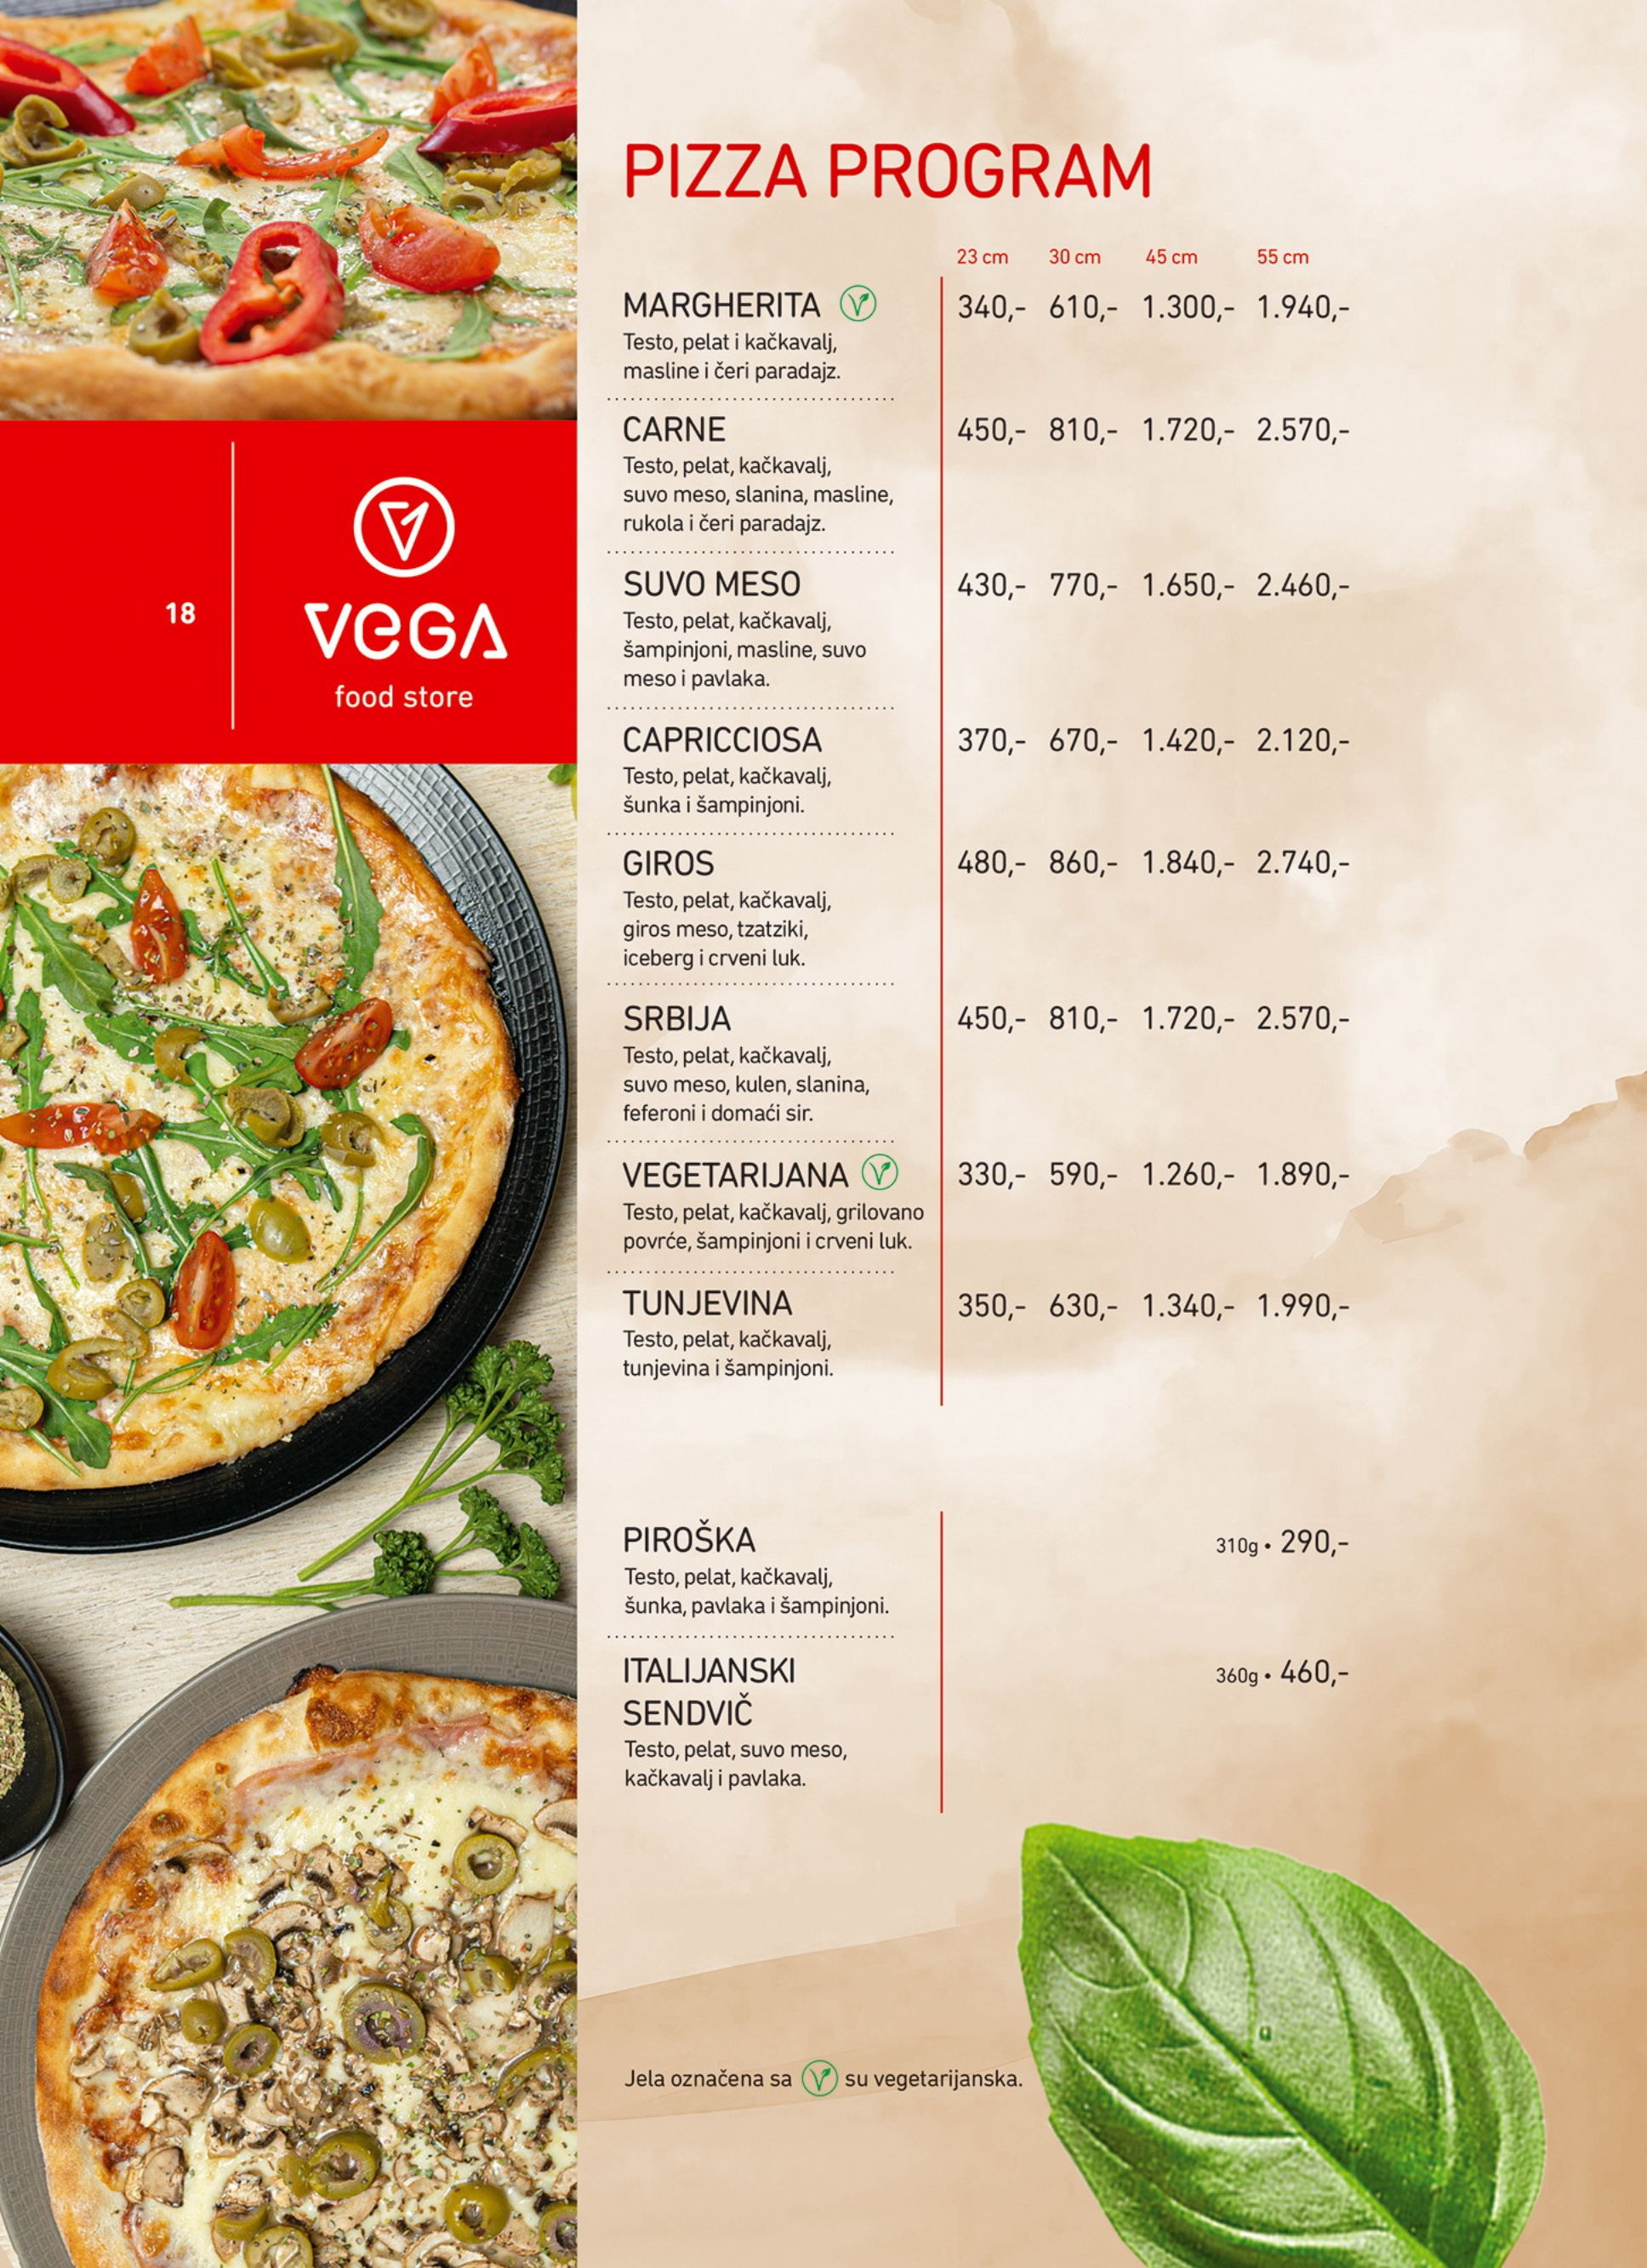 PIZZA PROGRAM
23 cm 30 cm 45 cm 55 cm
MARGHERITA 340,- 610,- 1.300,- 1.940,-
Testo, pelat i kačkavalj,
masline i čeri paradajz.
CARNE 450,- 810,- 1.720,- 2.570,-
Testo, pelat, kačkavalj,
suvo meso, slanina, masline,
rukola i čeri paradajz.
SUVO MESO 430,- 770,- 1.650,- 2.460,-
Testo, pelat, kačkavalj,
šampinjoni, masline, suvo
meso i pavlaka.
CAPRICCIOSA 370,- 670,- 1.420,- 2.120,-
Testo, pelat, kačkavalj,
šunka i šampinjoni.
GIROS 480,- 860,- 1.840,- 2.740,-
Testo, pelat, kačkavalj,
giros meso, tzatziki,
iceberg i crveni luk.
SRBIJA 450,- 810,- 1.720,- 2.570,-
Testo, pelat, kačkavalj,
suvo meso, kulen, slanina,
feferoni i domaći sir.
VEGETARIJANA 330,- 590,- 1.260,- 1.890,-
Testo, pelat, kačkavalj, grilovano
povrće, šampinjoni i crveni luk.
TUNJEVINA 350,- 630,- 1.340,- 1.990,-
Testo, pelat, kačkavalj,
tunjevina i šampinjoni.
PIROŠKA 310g • 290,-
Testo, pelat, kačkavalj,
šunka, pavlaka i šampinjoni.
ITALIJANSKI 360g • 460,-
SENDVIČ
Testo, pelat, suvo meso,
kačkavalj i pavlaka.
Jela označena sa V su vegetarijanska.
18
VEGA
food store